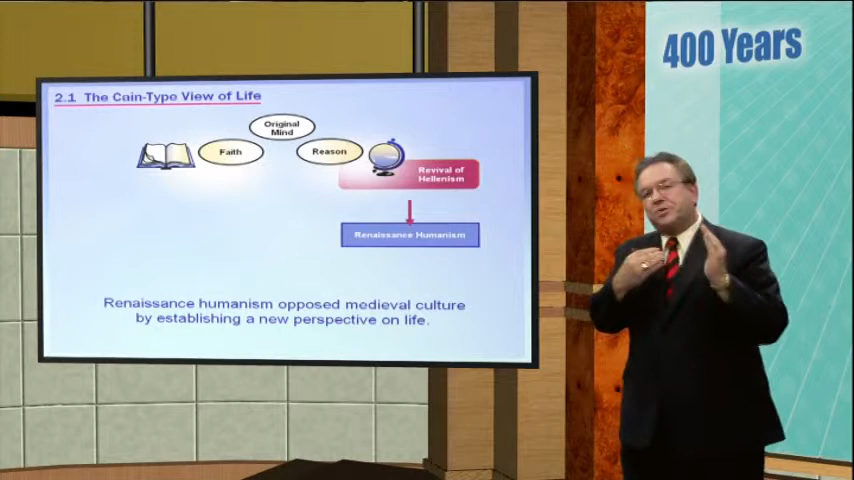 400 Years
2.1 The Cain-Type View of Life
Original
Mind
Faith
Reason
Revival of
Hellenism
Renaissance Humanism
Renaissance humanism opposed medieval culture
by establishing a new perspective on life.